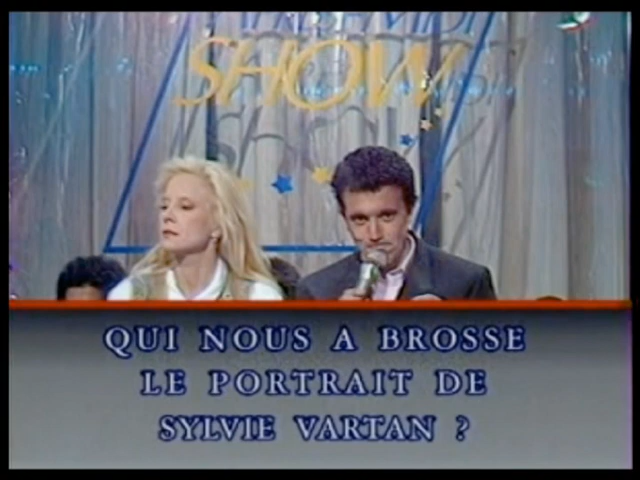 SHOW
QUI NOUS A BROSSE
LE PORTRAIT DE
SYLVIE VARTAN ?